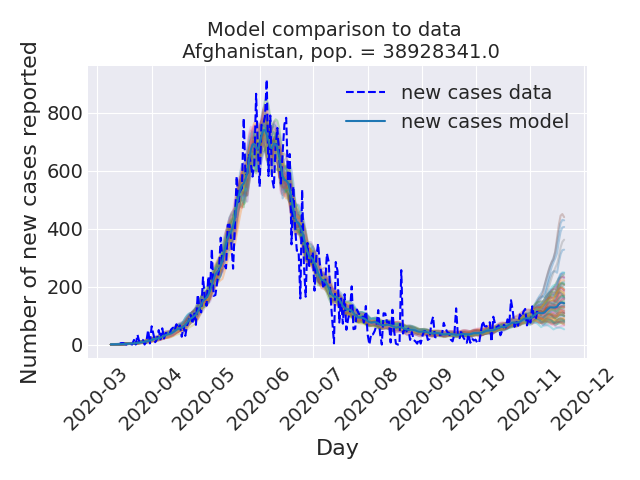 Model comparison to data
Afghanistan, pop. = 38928341.0
new cases data
new cases model
Number of new cases reported
800
600
400
200
0
2020-03
2020-04
2020-05
2020-06
2020-07
2020-08
2020-09
2020-10
2020-11
2020-12
Day